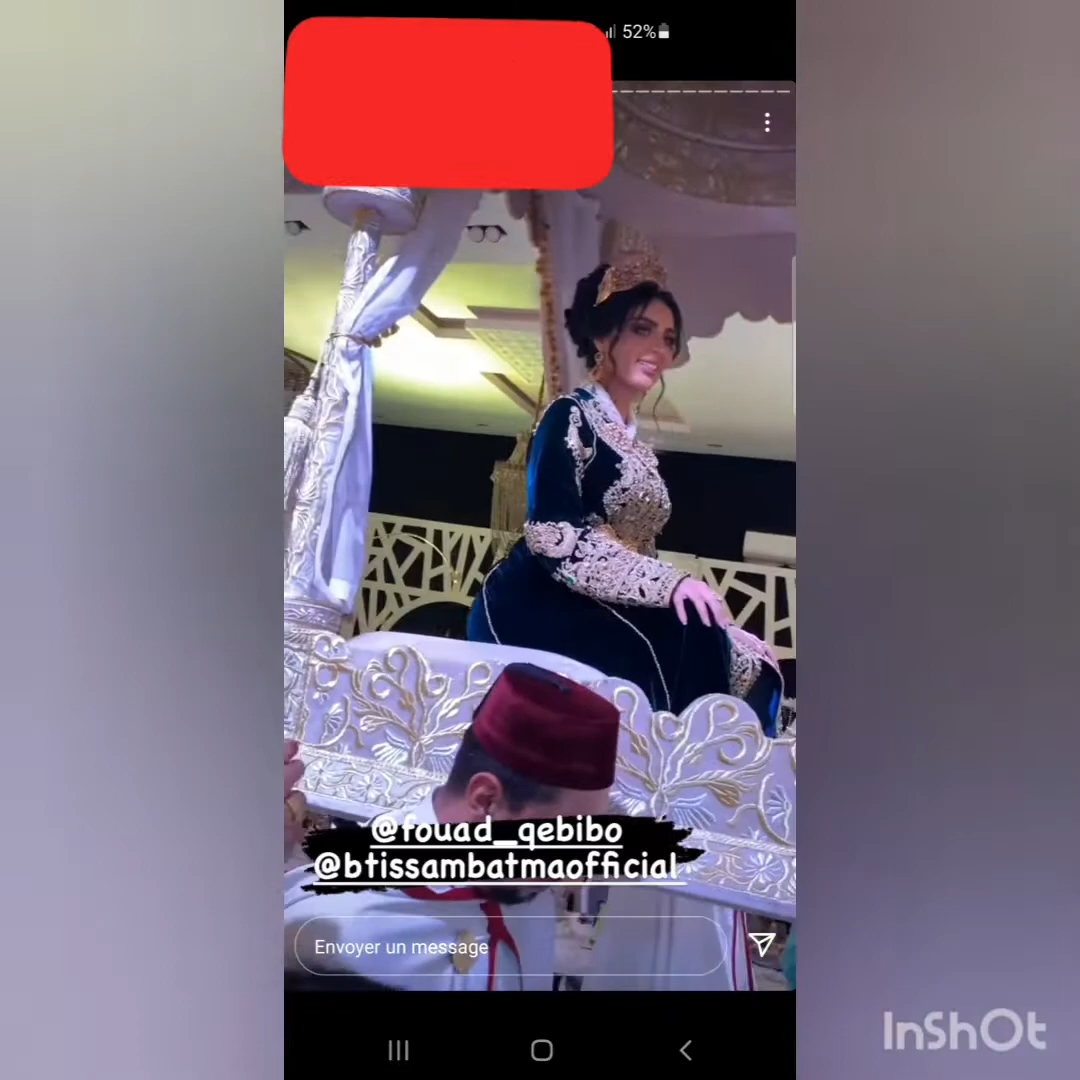 52%
@fouad_qebibo
@btissambatmaofficial
Envoyer un message
InShOt